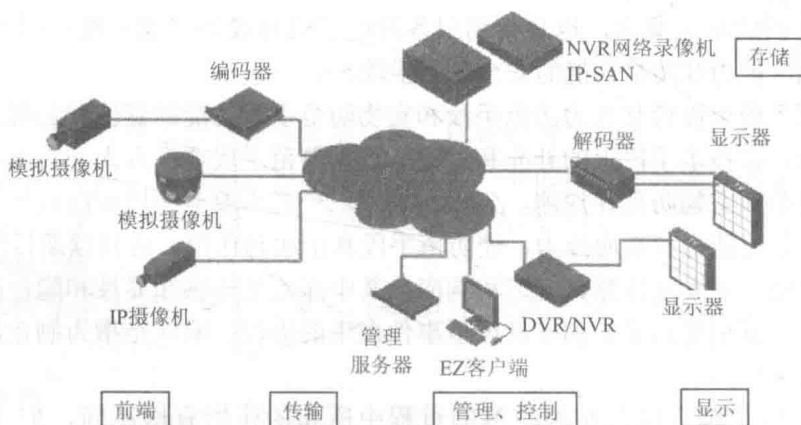 NVR网络录像机
IP-SAN
存储
编码器
解码器
显示器
模拟摄像机
模拟摄像机
IP摄像机
管理
服务器
EZ客户端
DVR/NVR
显示器
前端
传输
管理、控制
显示